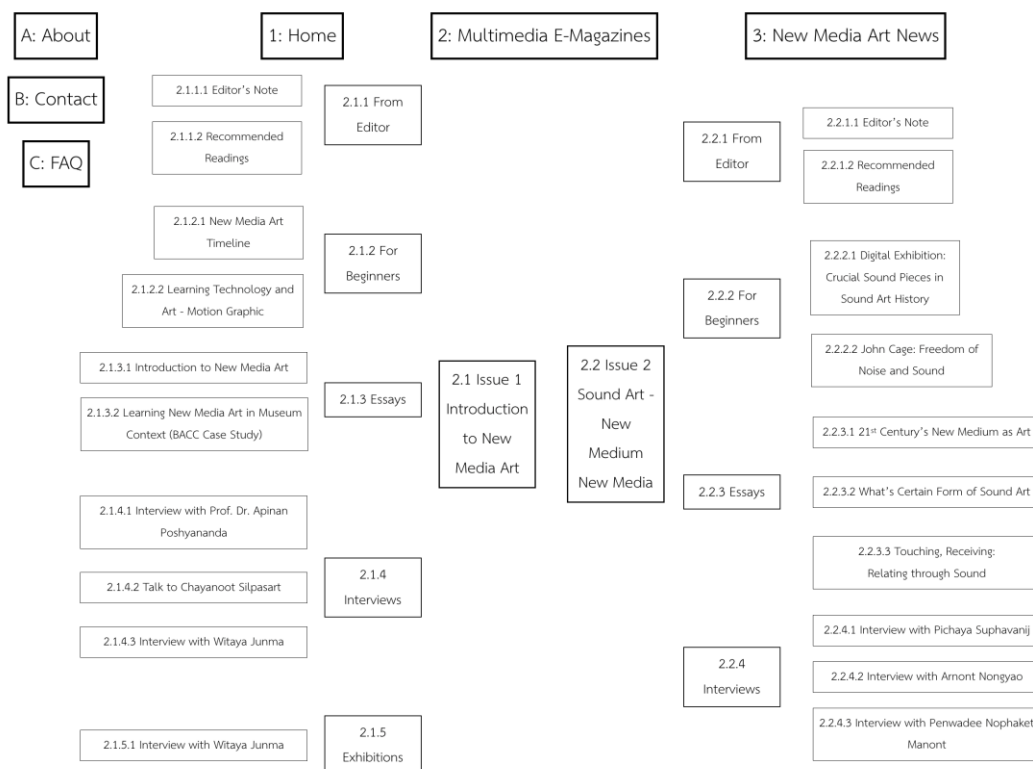 A: About
1: Home
2: Multimedia E-Magazines
3: New Media Art News
B: Contact
C: FAQ
2.1.1.1 Editor's Note
2.1.1.2 Recommended
Readings
2.1.1 From
Editor
2.1.2.1 New Media Art
Timeline
2.1.2.2 Learning Technology and
Art - Motion Graphic
2.1.2 For
Beginners
2.1.3.1 Introduction to New Media Art
2.1.3.2 Learning New Media Art in Museum
Context (BACC Case Study)
2.1.3 Essays
2.1.4.1 Interview with Prof. Dr. Apinan
Poshyananda
2.1.4.2 Talk to Chayanoot Silpasart
2.1.4.3 Interview with Witaya Junma
2.1.4
Interviews
2.1.5.1 Interview with Witaya Junma
2.1.5
Exhibitions
2.1 Issue 1
Introduction
to New
Media Art
2.2 Issue 2
Sound Art -
New
Medium
New Media
2.2.1 From
Editor
2.2.1.1 Editor's Note
2.2.1.2 Recommended
Readings
2.2.2 For
Beginners
2.2.2.1 Digital Exhibition:
Crucial Sound Pieces in
Sound Art History
2.2.2.2 John Cage: Freedom of
Noise and Sound
2.2.3 Essays
2.2.3.1 21st Century's New Medium as Art
2.2.3.2 What's Certain Form of Sound Art
2.2.3.3 Touching, Receiving:
Relating through Sound
2.2.4
Interviews
2.2.4.1 Interview with Pichaya Suphavanij
2.2.4.2 Interview with Arnont Nongyao
2.2.4.3 Interview with Penwadee Nophaket
Manont